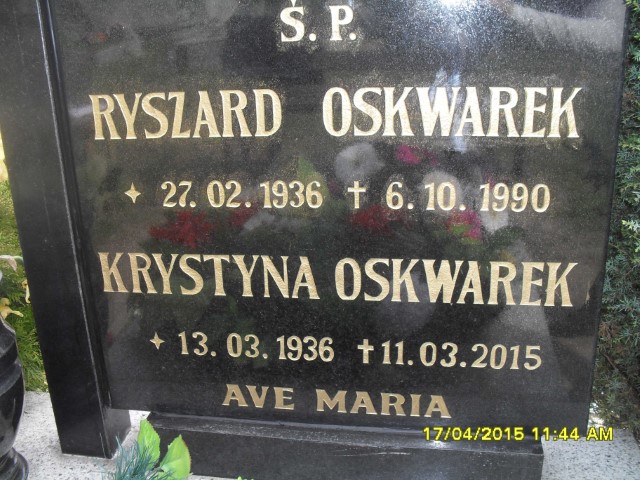 Ś. P.
RYSZARD OSKWAREK
✦ 27. 02. 1936 † 6. 10. 1990
KRYSTYNA OSKWAREK
✦ 13. 03. 1936 † 11. 03. 2015
AVE MARIA
17/04/2015 11:44 AM